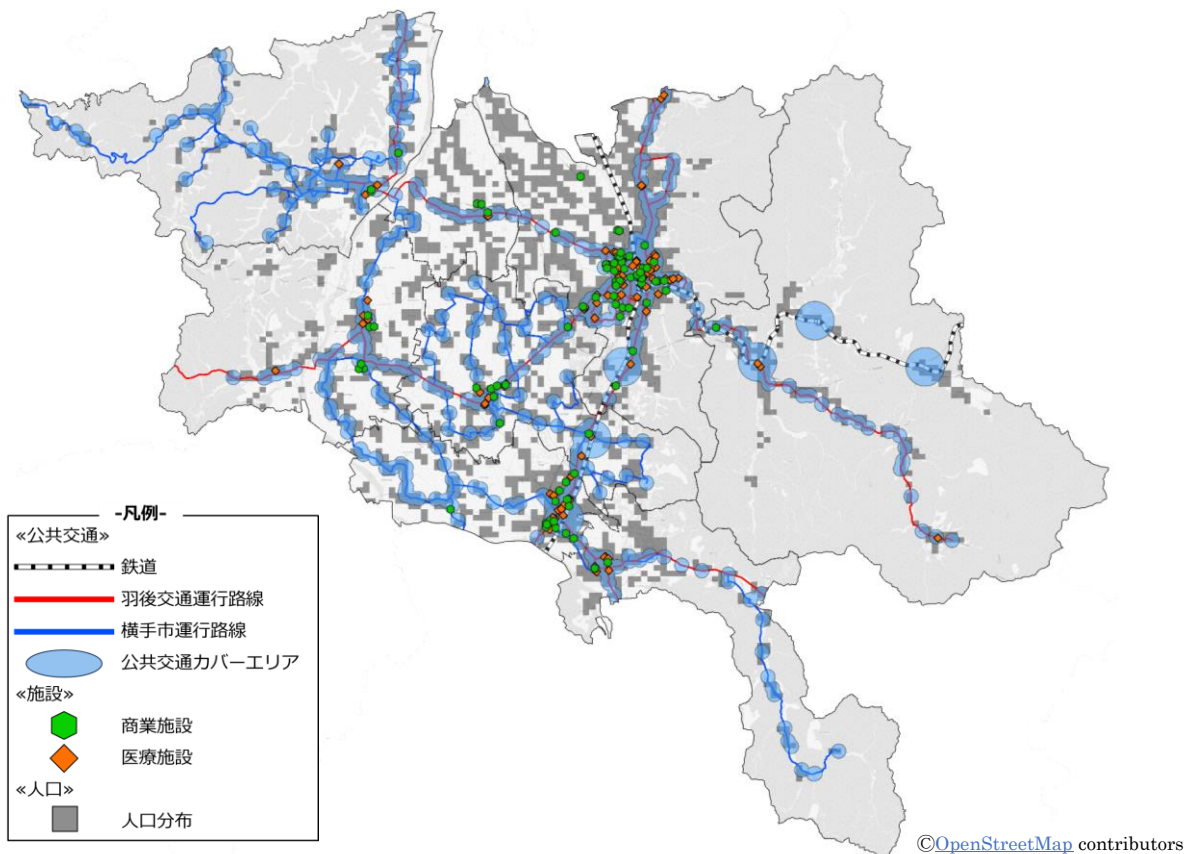 -凡例-
«公共交通»
鉄道
羽後交通運行路線
横手市運行路線
公共交通カバーエリア
«施設»
商業施設
医療施設
«人口»
人口分布
©OpenStreetMap contributors